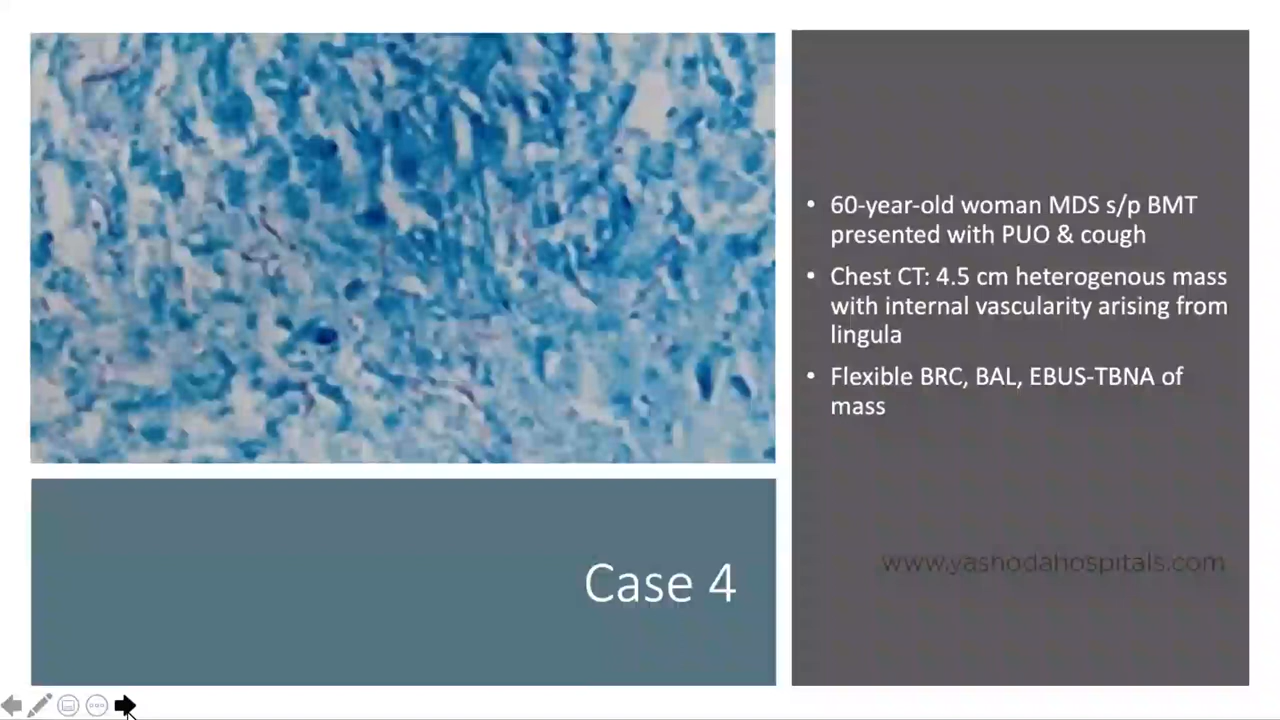 • 60-year-old woman MDS s/p BMT
presented with PUO & cough
• Chest CT: 4.5 cm heterogenous mass
with internal vascularity arising from
lingula
• Flexible BRC, BAL, EBUS-TBNA of
mass
www.yashodahospitals.com
Case 4